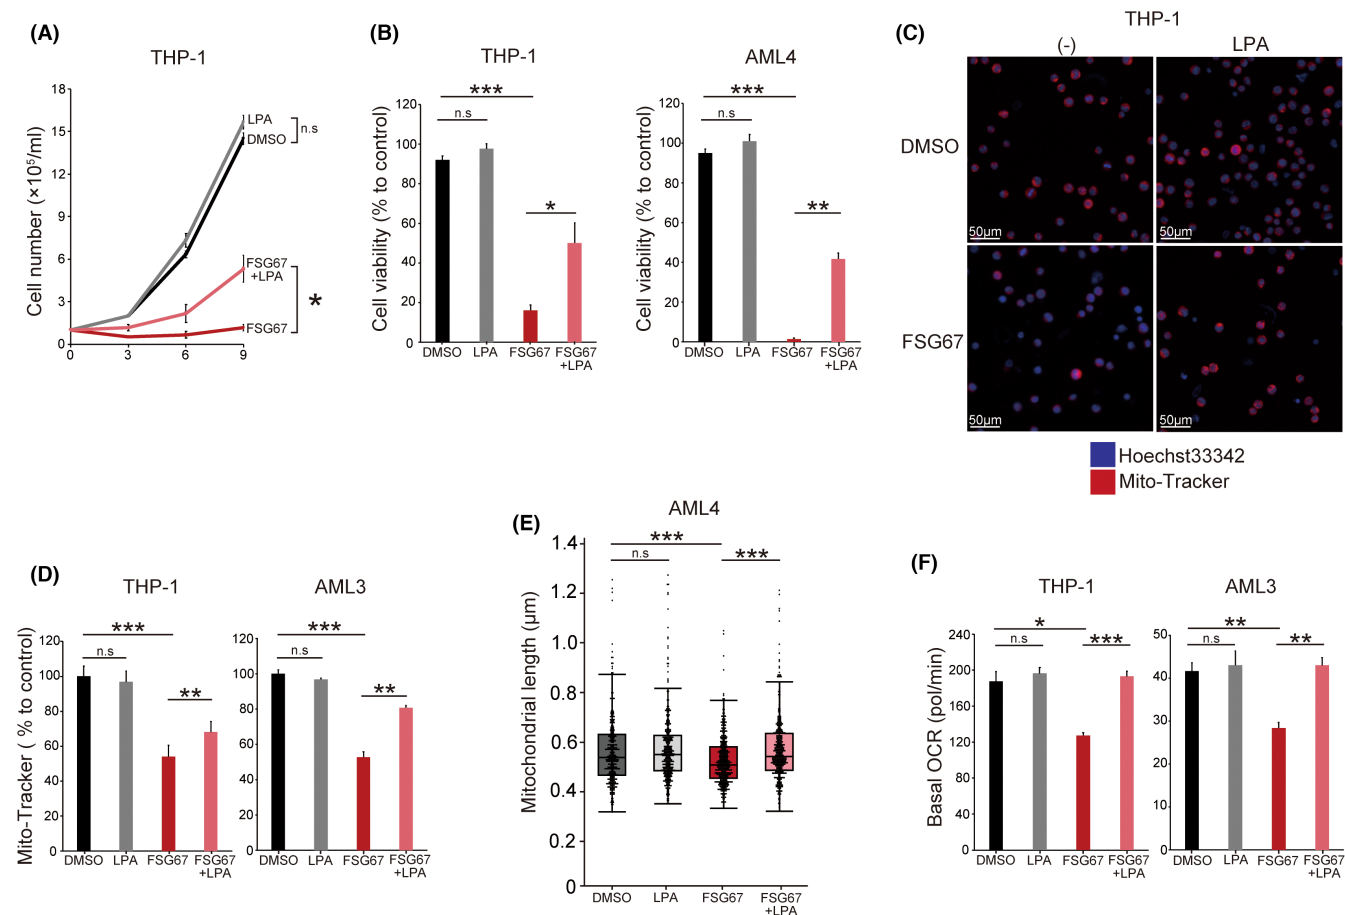 (A)
THP-1
Cell number (×10⁵/ml)
18
15
12
9
6
3
0
0
3
6
9
LPA
DMSO
n.s
FSG67
+LPA
FSG67
*
(B)
THP-1
Cell viability (% to control)
120
100
80
60
40
20
0
***
n.s
*
DMSO
LPA
FSG67
FSG67
+LPA
AML4
Cell viability (% to control)
120
100
80
60
40
20
0
***
n.s
**
DMSO
LPA
FSG67
FSG67
+LPA
(C)
THP-1
(-)
LPA
DMSO
FSG67
50μm
50μm
50μm
50μm
Hoechst33342
Mito-Tracker
(D)
THP-1
Mito-Tracker ( % to control)
120
100
80
60
40
20
0
***
n.s
**
DMSO
LPA
FSG67
FSG67
+LPA
AML3
120
100
80
60
40
20
0
***
n.s
**
DMSO
LPA
FSG67
FSG67
+LPA
(E)
AML4
Mitochondrial length (μm)
1.4
1.2
1.0
0.8
0.6
0.4
0.2
0
***
n.s
***
DMSO
LPA
FSG67
FSG67
+LPA
(F)
THP-1
Basal OCR (pol/min)
240
200
160
120
80
40
0
*
n.s
***
DMSO
LPA
FSG67
FSG67
+LPA
AML3
50
40
30
20
10
0
**
n.s
**
DMSO
LPA
FSG67
FSG67
+LPA